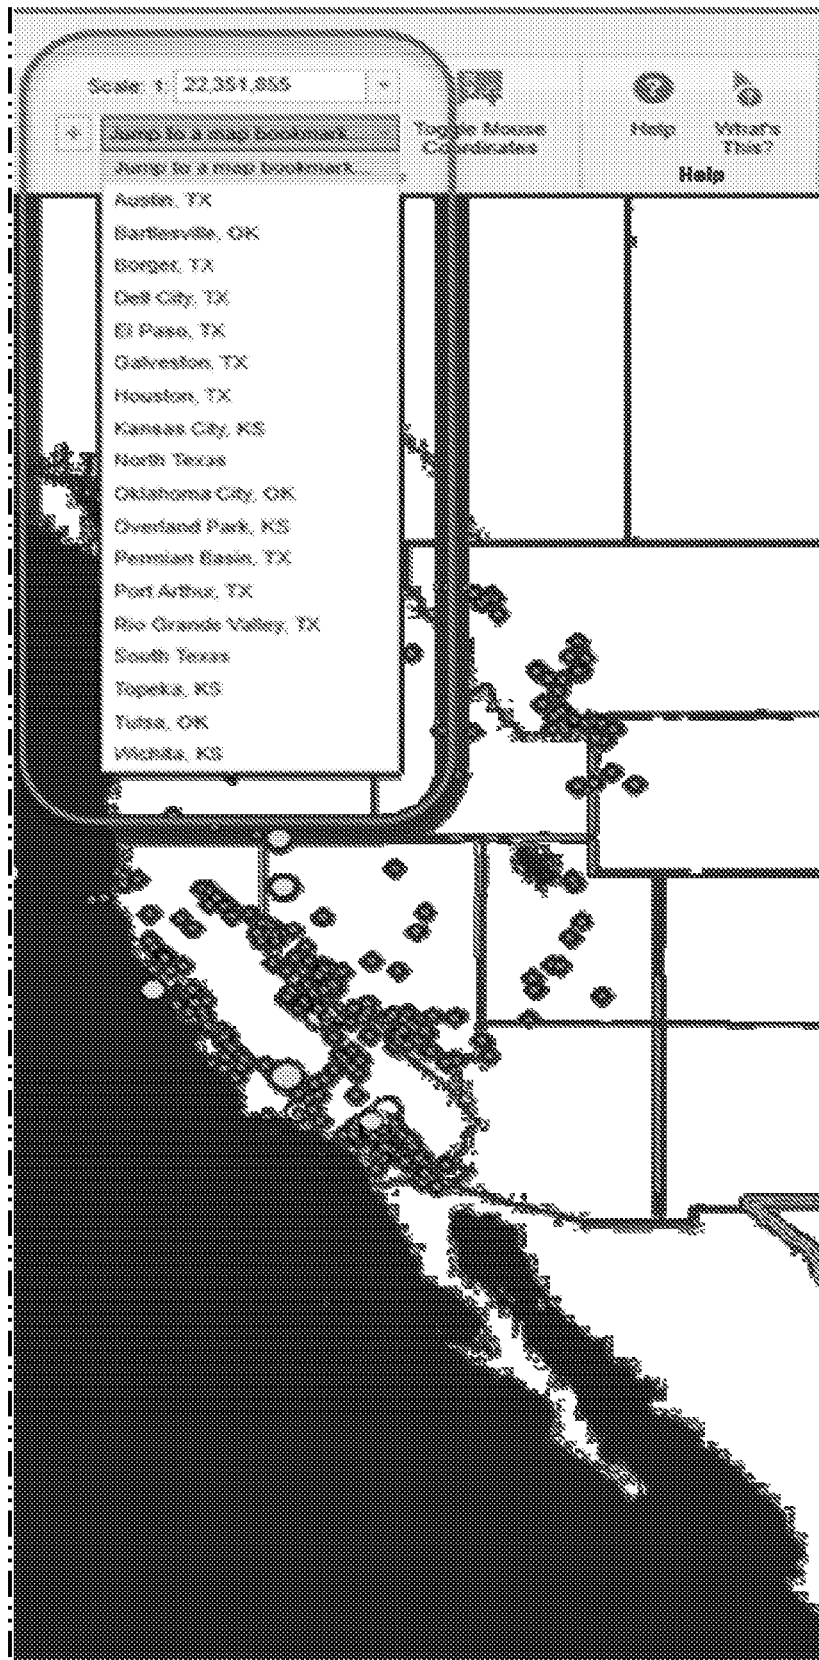 Scale: 1: 22,351,855
+ Jump to a map bookmark...
Jump to a map bookmark...
Austin, TX
Bartlesville, OK
Borger, TX
Dell City, TX
El Paso, TX
Galveston, TX
Houston, TX
Kansas City, KS
North Texas
Oklahoma City, OK
Overland Park, KS
Permian Basin, TX
Port Arthur, TX
Rio Grande Valley, TX
South Texas
Topeka, KS
Tulsa, OK
Wichita, KS
Toggle Mouse
Coordinates
Help
What's
This?
Help